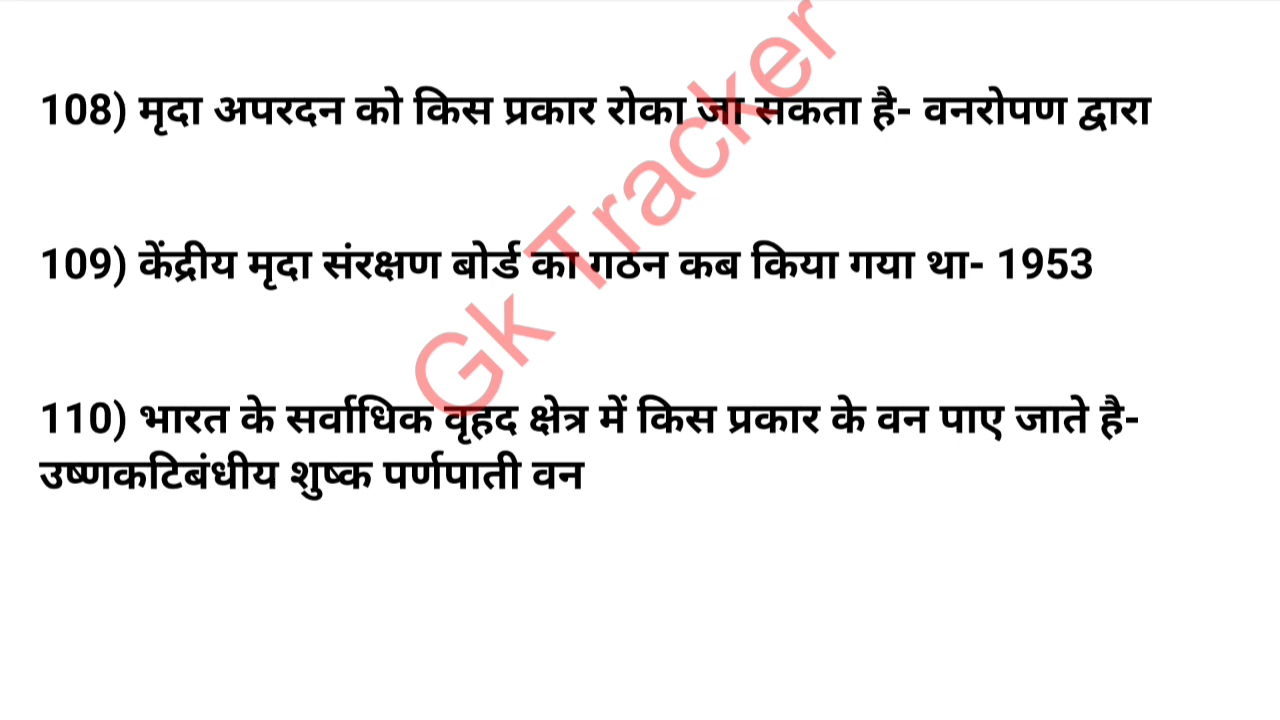 108) मृदा अपरदन को किस प्रकार रोका जा सकता है- वनरोपण द्वारा
109) केंद्रीय मृदा संरक्षण बोर्ड का गठन कब किया गया था- 1953
110) भारत के सर्वाधिक वृहद क्षेत्र में किस प्रकार के वन पाए जाते है-
उष्णकटिबंधीय शुष्क पर्णपाती वन
Gk Tracker